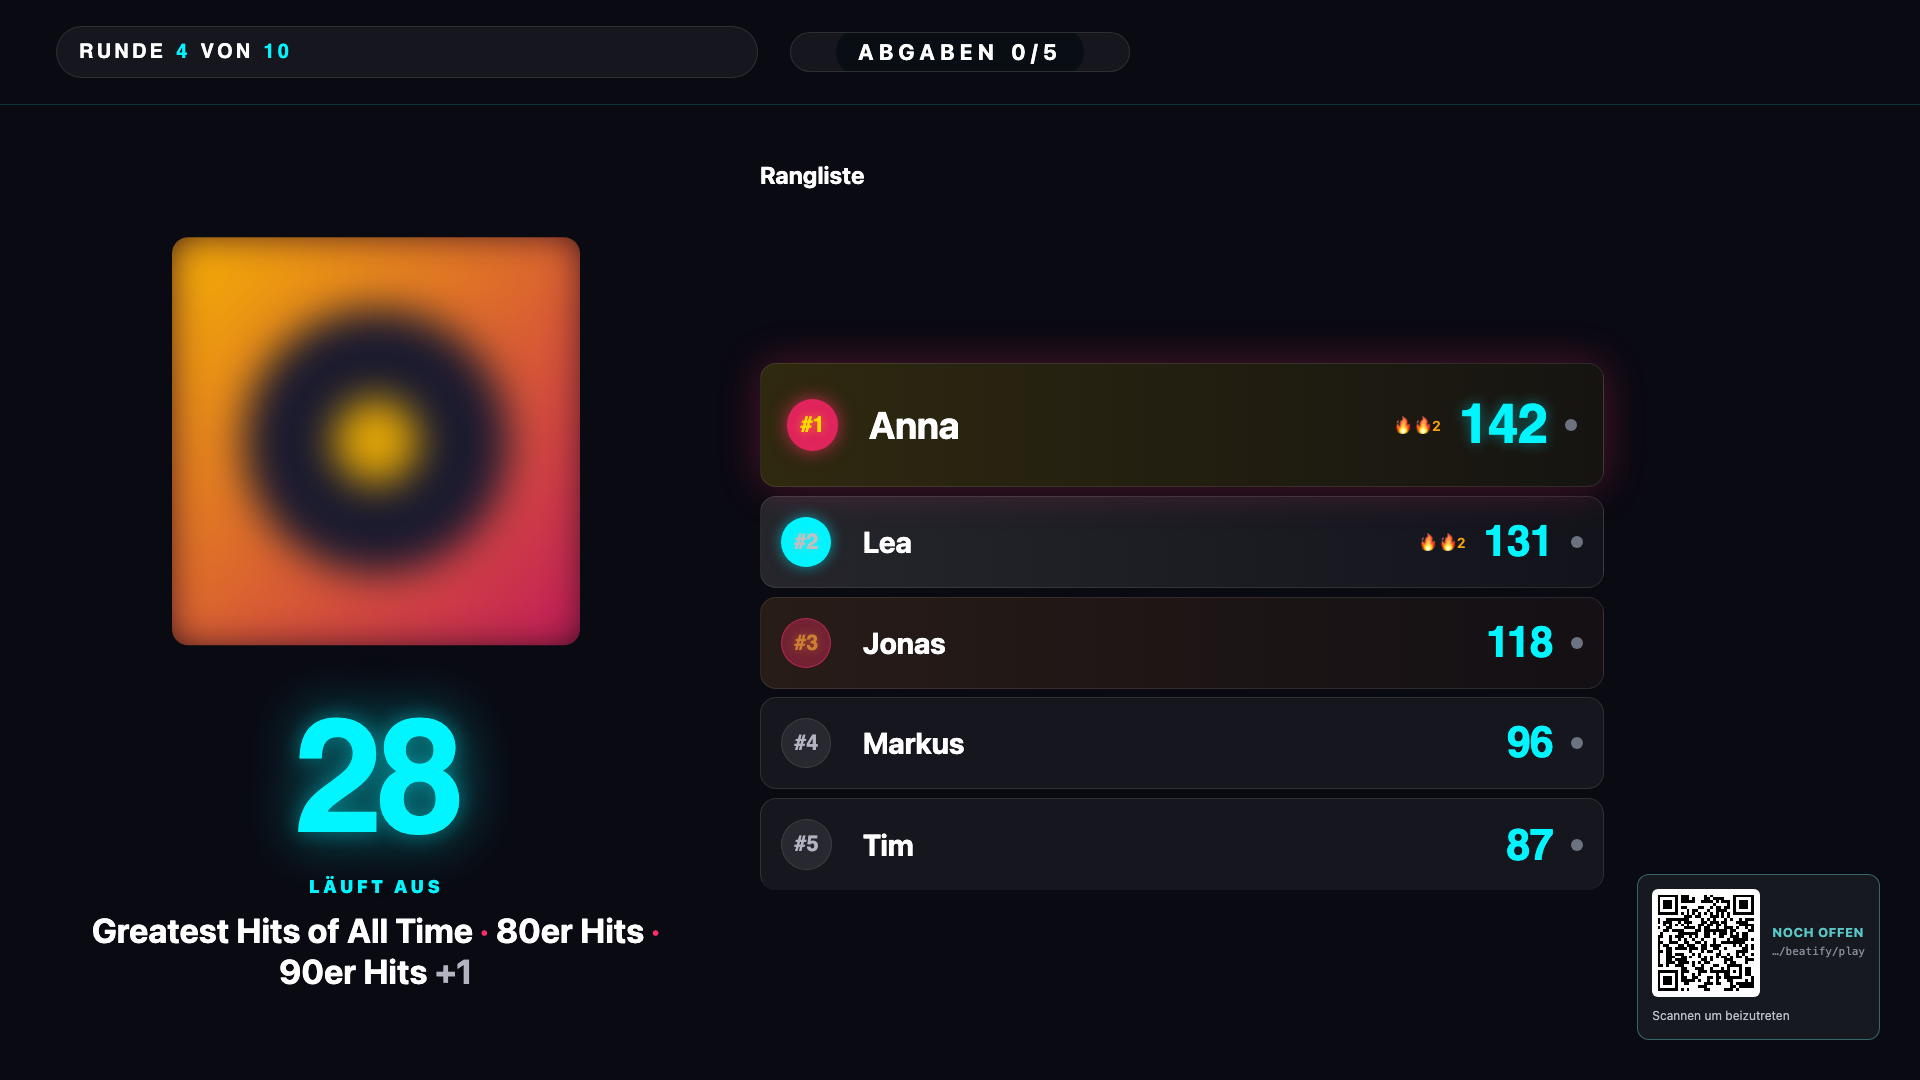 RUNDE 4 VON 10
ABGABEN 0/5
Rangliste
#1 Anna 🔥🔥2 142
#2 Lea 🔥🔥2 131
#3 Jonas 118
#4 Markus 96
#5 Tim 87
28
LÄUFT AUS
Greatest Hits of All Time · 80er Hits ·
90er Hits +1
NOCH OFFEN
…/beatify/play
Scannen um beizutreten